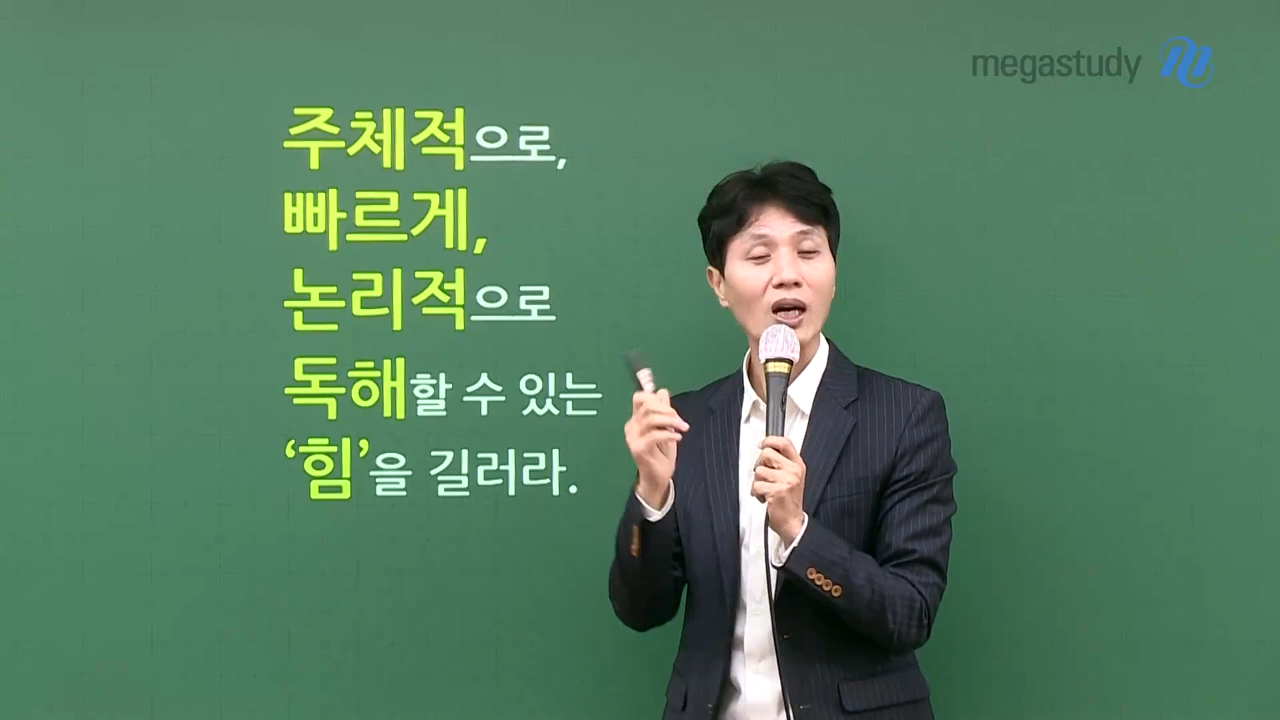 megastudy
주체적으로,
빠르게,
논리적으로
독해할 수 있는
‘힘’을 길러라.